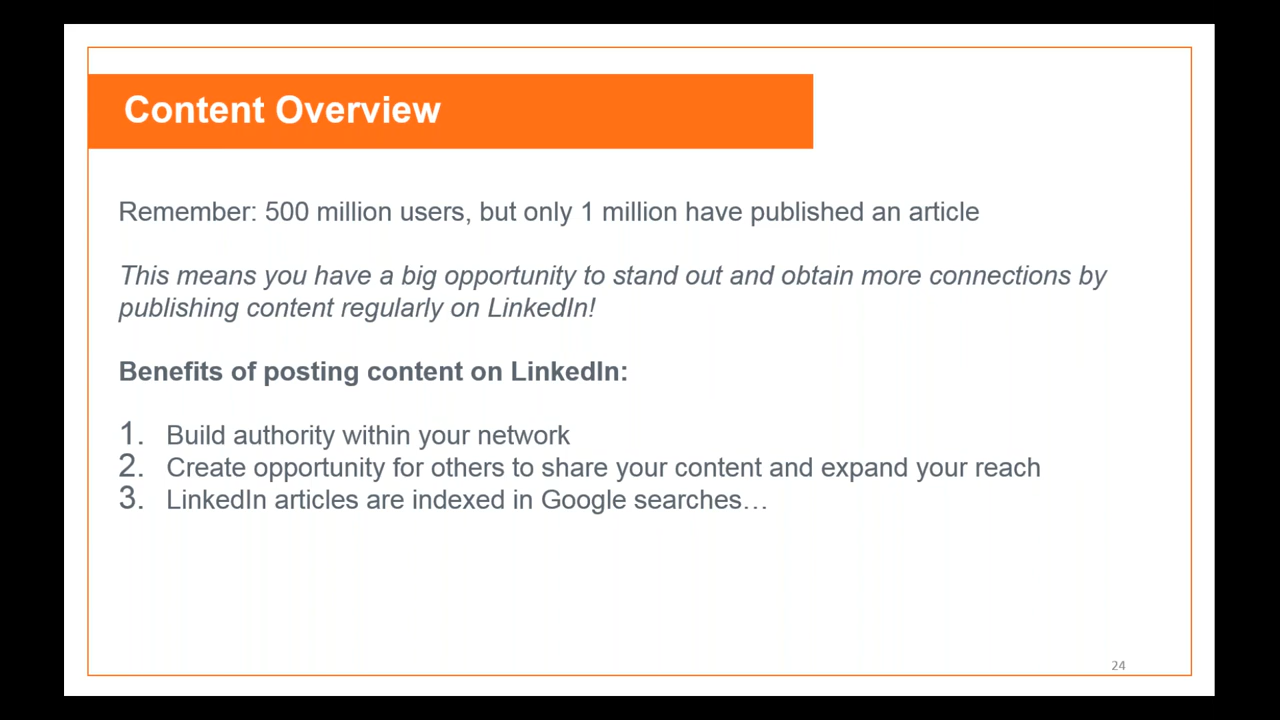 Content Overview
Remember: 500 million users, but only 1 million have published an article
This means you have a big opportunity to stand out and obtain more connections by
publishing content regularly on LinkedIn!
Benefits of posting content on LinkedIn:
1. Build authority within your network
2. Create opportunity for others to share your content and expand your reach
3. LinkedIn articles are indexed in Google searches…
24